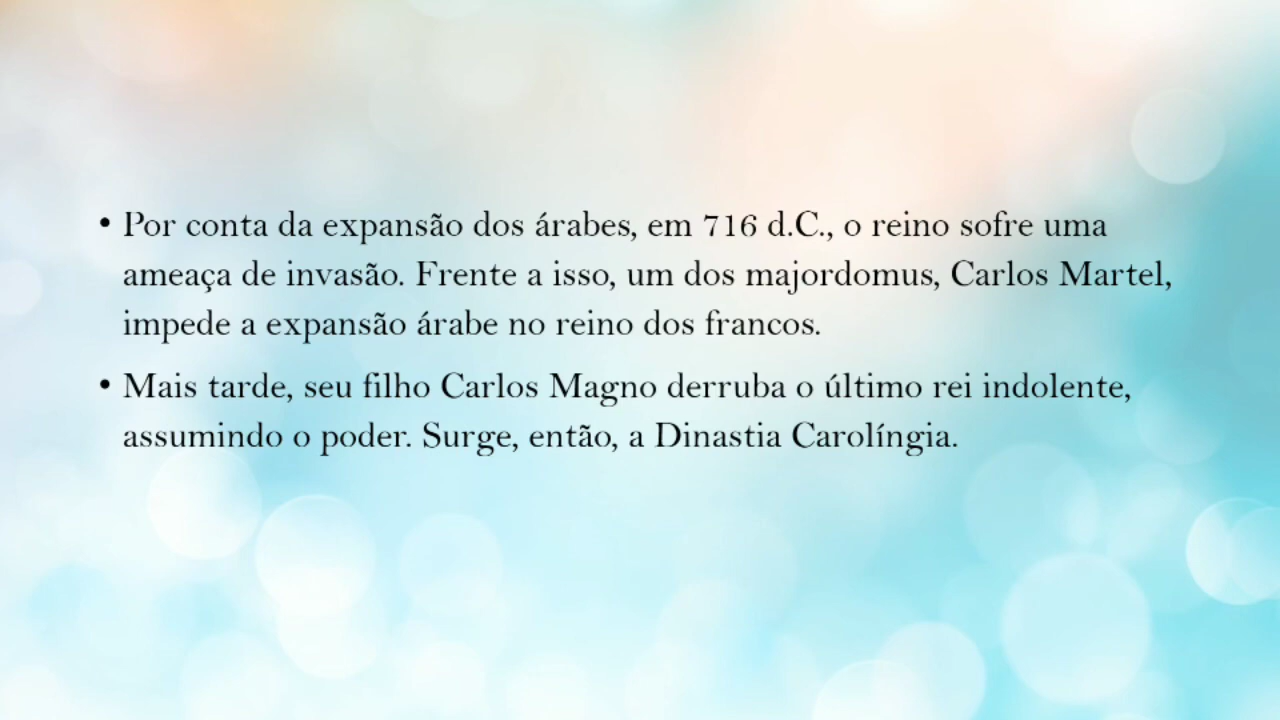 • Por conta da expansão dos árabes, em 716 d.C., o reino sofre uma
ameaça de invasão. Frente a isso, um dos majordomus, Carlos Martel,
impede a expansão árabe no reino dos francos.
• Mais tarde, seu filho Carlos Magno derruba o último rei indolente,
assumindo o poder. Surge, então, a Dinastia Carolíngia.